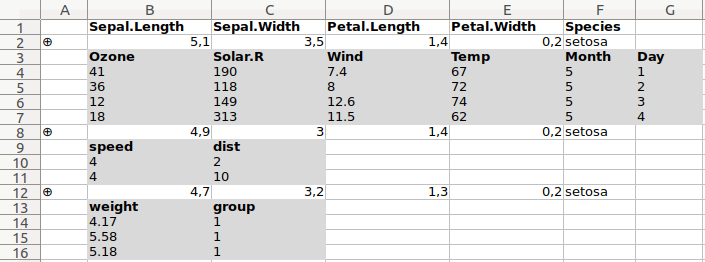 A B C D E F G
1 Sepal.Length Sepal.Width Petal.Length Petal.Width Species
2 ⊕ 5,1 3,5 1,4 0,2 setosa
3 Ozone Solar.R Wind Temp Month Day
4 41 190 7.4 67 5 1
5 36 118 8 72 5 2
6 12 149 12.6 74 5 3
7 18 313 11.5 62 5 4
8 ⊕ 4,9 3 1,4 0,2 setosa
9 speed dist
10 4 2
11 4 10
12 ⊕ 4,7 3,2 1,3 0,2 setosa
13 weight group
14 4.17 1
15 5.58 1
16 5.18 1